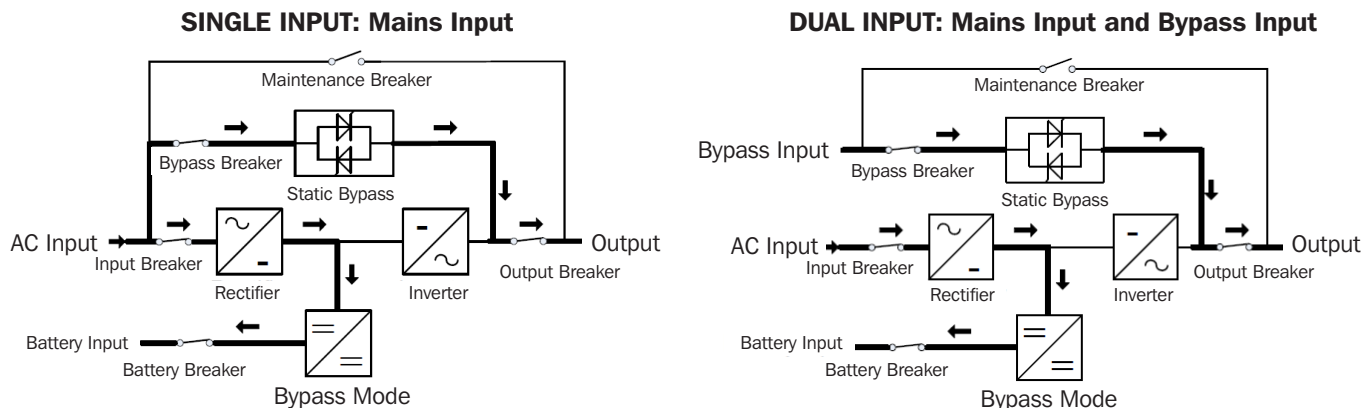 SINGLE INPUT: Mains Input
Maintenance Breaker
Bypass Breaker
Static Bypass
AC Input
Input Breaker
Rectifier
Inverter
Output Breaker
Output
Battery Input
Battery Breaker
Bypass Mode
DUAL INPUT: Mains Input and Bypass Input
Maintenance Breaker
Bypass Input
Bypass Breaker
Static Bypass
AC Input
Input Breaker
Rectifier
Inverter
Output Breaker
Output
Battery Input
Battery Breaker
Bypass Mode